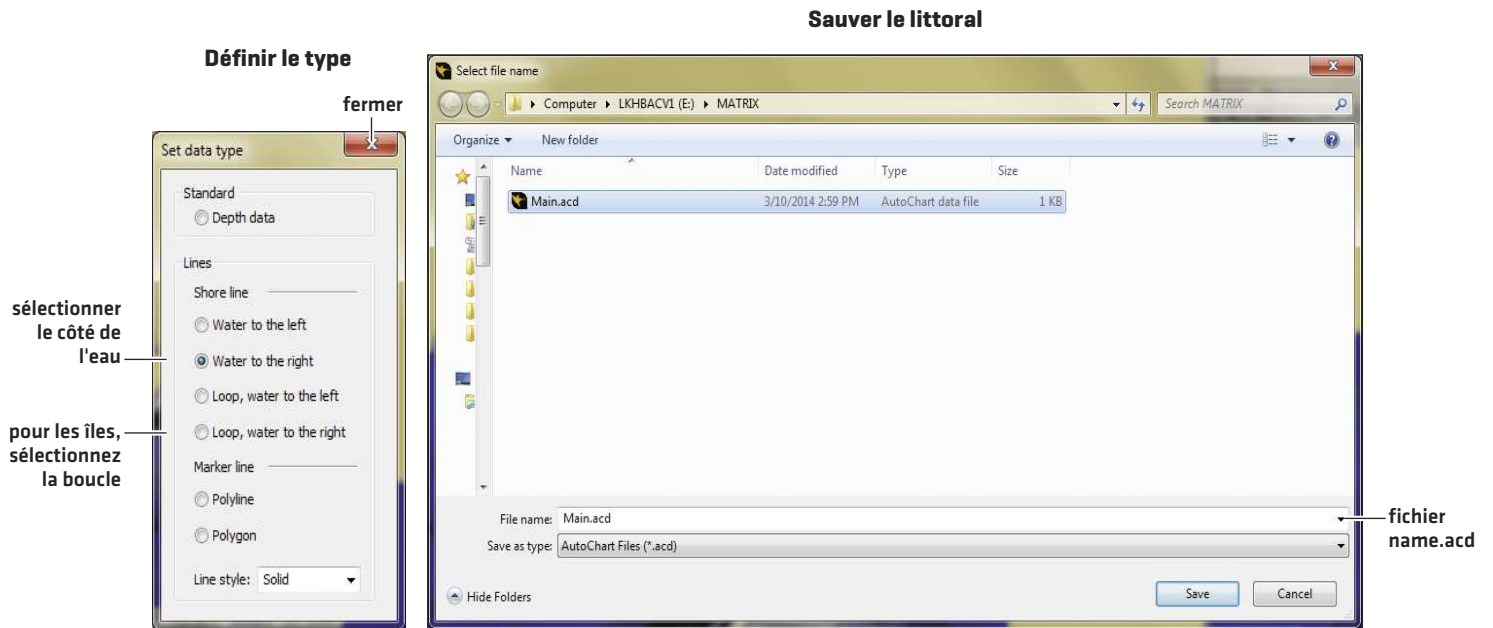 Sauver le littoral
Définir le type
fermer
Set data type
Standard
Depth data
Lines
Shore line
Water to the left
Water to the right
Loop, water to the left
Loop, water to the right
Marker line
Polyline
Polygon
Line style: Solid
sélectionner
le côté de
l'eau
pour les îles,
sélectionnez
la boucle
Select file name
Computer LKHBACV1 (E:) MATRIX
Search MATRIX
Organize New folder
Name Date modified Type Size
Main.acd 3/10/2014 2:59 PM AutoChart data file 1 KB
File name: Main.acd
Save as type: AutoChart Files (*.acd)
Hide Folders Save Cancel
fichier
name.acd